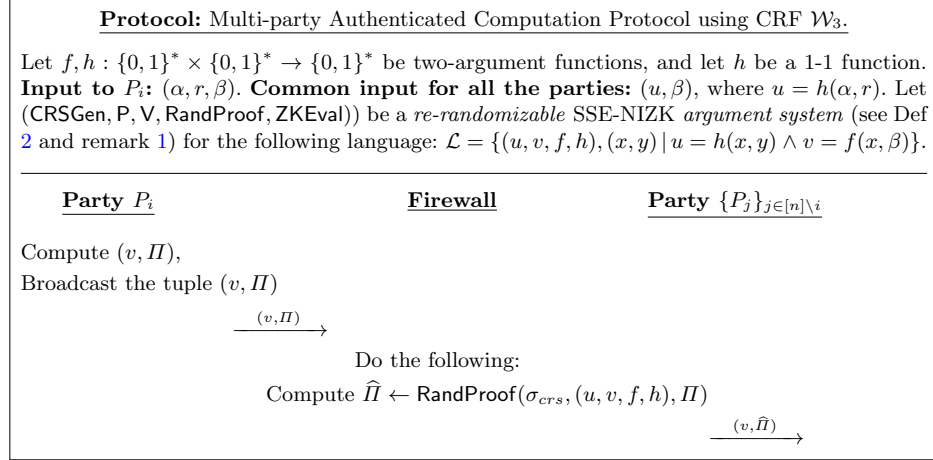 Protocol: Multi-party Authenticated Computation Protocol using CRF 𝒲₃.
Let f, h : {0, 1}* × {0, 1}* → {0, 1}* be two-argument functions, and let h be a 1-1 function.
Input to Pᵢ: (α, r, β). Common input for all the parties: (u, β), where u = h(α, r). Let
(CRSGen, P, V, RandProof, ZKEval)) be a re-randomizable SSE-NIZK argument system (see Def
2 and remark 1) for the following language: ℒ = {(u, v, f, h), (x, y) | u = h(x, y) ∧ v = f(x, β)}.
Party Pᵢ Firewall Party {Pⱼ}ⱼ∈[n]\i
Compute (v, Π),
Broadcast the tuple (v, Π)
(v, Π)
Do the following:
Compute Π̂ ← RandProof(σ_crs, (u, v, f, h), Π)
(v, Π̂)